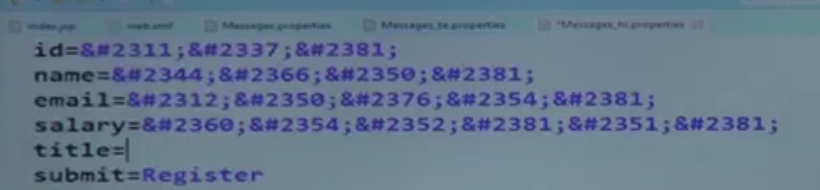 index.jsp web.xml Messages.properties Messages_te.properties *Messages_hi.properties
id=&#2311;&#2337;&#2381;
name=&#2344;&#2366;&#2350;&#2381;
email=&#2312;&#2350;&#2376;&#2354;&#2381;
salary=&#2360;&#2354;&#2352;&#2381;&#2351;&#2381;
title=
submit=Register